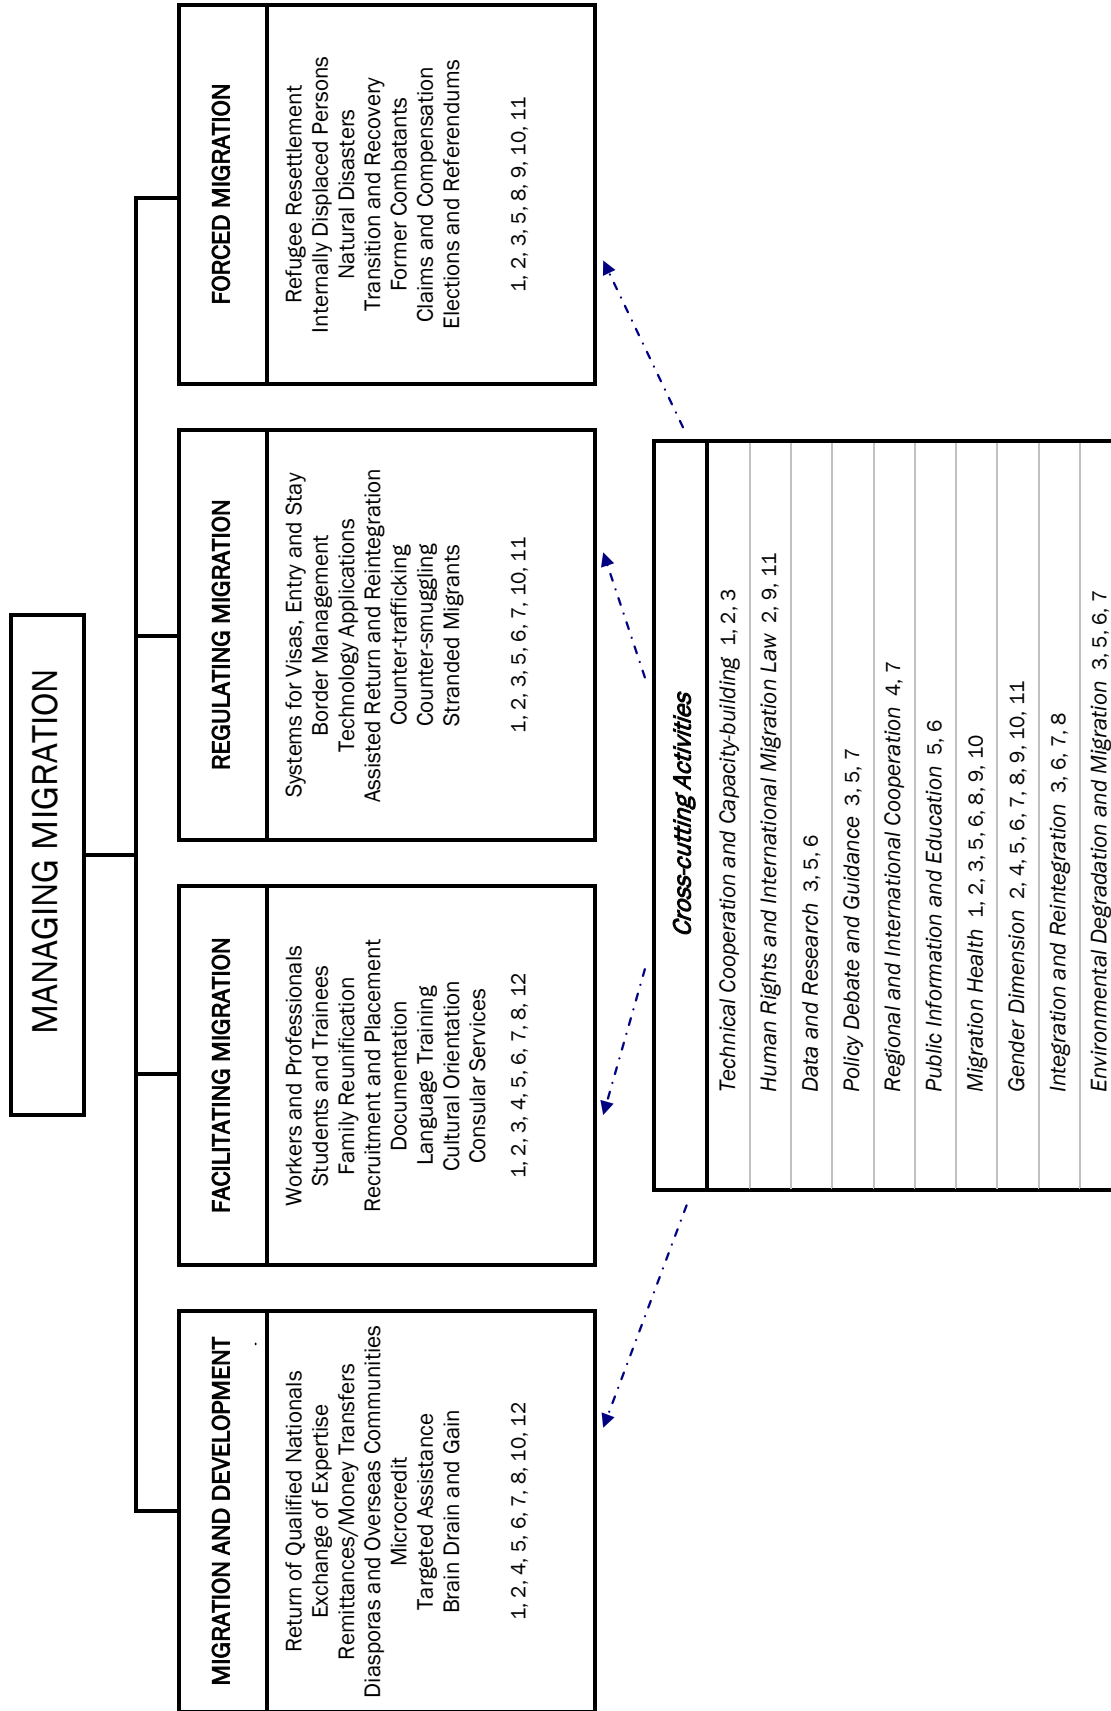 MANAGING MIGRATION
MIGRATION AND DEVELOPMENT
Return of Qualified Nationals
Exchange of Expertise
Remittances/Money Transfers
Diasporas and Overseas Communities
Microcredit
Targeted Assistance
Brain Drain and Gain
1, 2, 4, 5, 6, 7, 8, 10, 12
FACILITATING MIGRATION
Workers and Professionals
Students and Trainees
Family Reunification
Recruitment and Placement
Documentation
Language Training
Cultural Orientation
Consular Services
1, 2, 3, 4, 5, 6, 7, 8, 12
REGULATING MIGRATION
Systems for Visas, Entry and Stay
Border Management
Technology Applications
Assisted Return and Reintegration
Counter-trafficking
Counter-smuggling
Stranded Migrants
1, 2, 3, 5, 6, 7, 10, 11
FORCED MIGRATION
Refugee Resettlement
Internally Displaced Persons
Natural Disasters
Transition and Recovery
Former Combatants
Claims and Compensation
Elections and Referendums
1, 2, 3, 5, 8, 9, 10, 11
Cross-cutting Activities
Technical Cooperation and Capacity-building 1, 2, 3
Human Rights and International Migration Law 2, 9, 11
Data and Research 3, 5, 6
Policy Debate and Guidance 3, 5, 7
Regional and International Cooperation 4, 7
Public Information and Education 5, 6
Migration Health 1, 2, 3, 5, 6, 8, 9, 10
Gender Dimension 2, 4, 5, 6, 7, 8, 9, 10, 11
Integration and Reintegration 3, 6, 7, 8
Environmental Degradation and Migration 3, 5, 6, 7